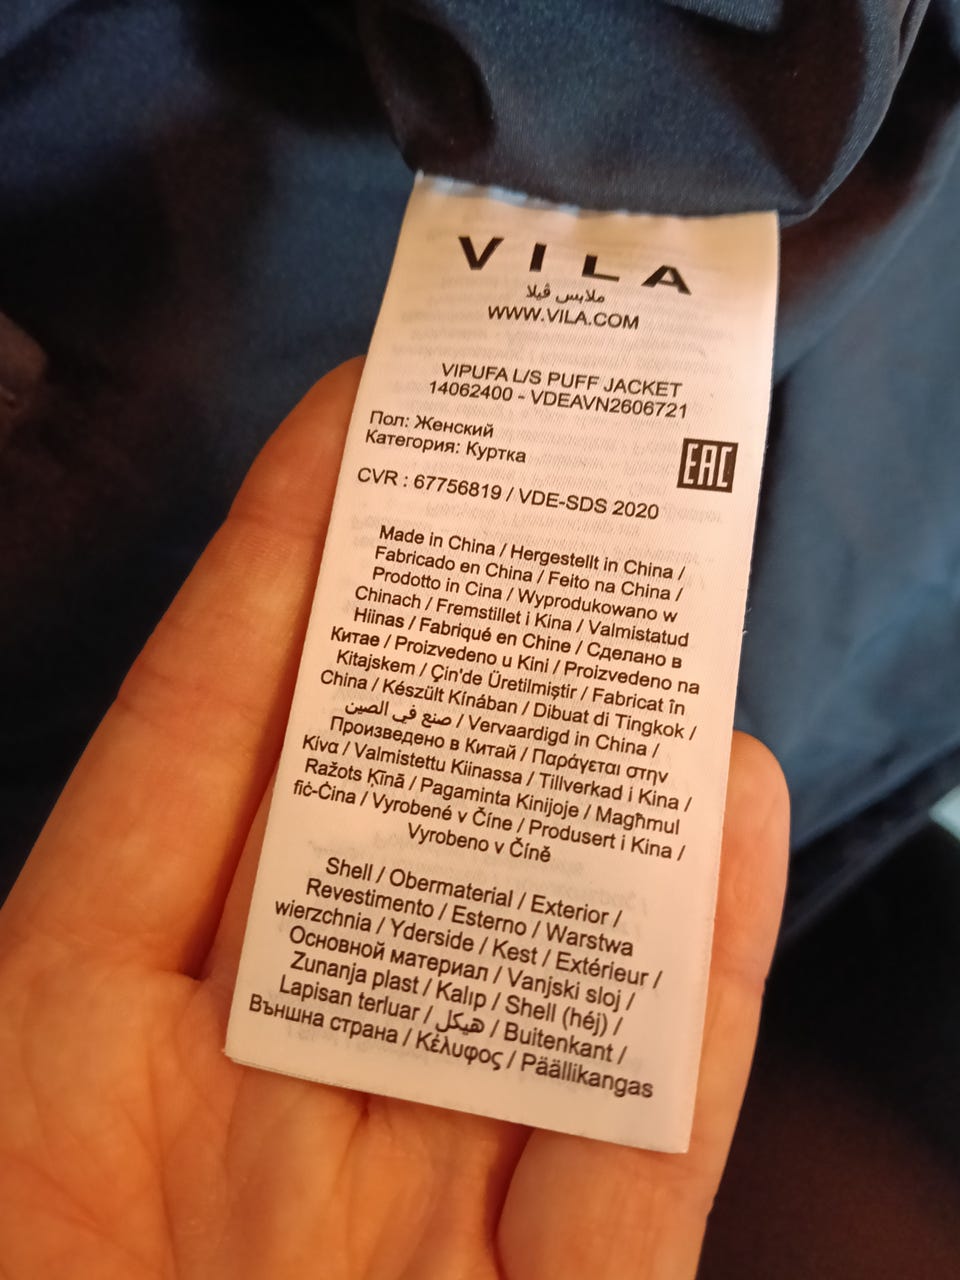 VILA
ملابس ڤيلا
WWW.VILA.COM
VIPUFA L/S PUFF JACKET
14062400 - VDEAVN2606721
Пол: Женский
Категория: Куртка
EAC
CVR : 67756819 / VDE-SDS 2020
Made in China / Hergestellt in China /
Fabricado en China / Feito na China /
Prodotto in Cina / Wyprodukowano w
Chinach / Fremstillet i Kina / Valmistatud
Hiinas / Fabriqué en Chine / Сделано в
Китае / Proizvedeno u Kini / Proizvedeno na
Kitajskem / Çin'de Üretilmiştir / Fabricat în
China / Készült Kínában / Dibuat di Tingkok /
صنع في الصين / Vervaardigd in China /
Произведено в Китай / Παράγεται στην
Κίνα / Valmistettu Kiinassa / Tillverkad i Kina /
Ražots Ķīnā / Pagaminta Kinijoje / Magħmul
fiċ-Ċina / Vyrobené v Číne / Produsert i Kina /
Vyrobeno v Číně
Shell / Obermaterial / Exterior /
Revestimento / Esterno / Warstwa
wierzchnia / Yderside / Kest / Extérieur /
Основной материал / Vanjski sloj /
Zunanja plast / Kalıp / Shell (héj) /
Lapisan terluar / هيكل / Buitenkant /
Външна страна / Κέλυφος / Päällikangas